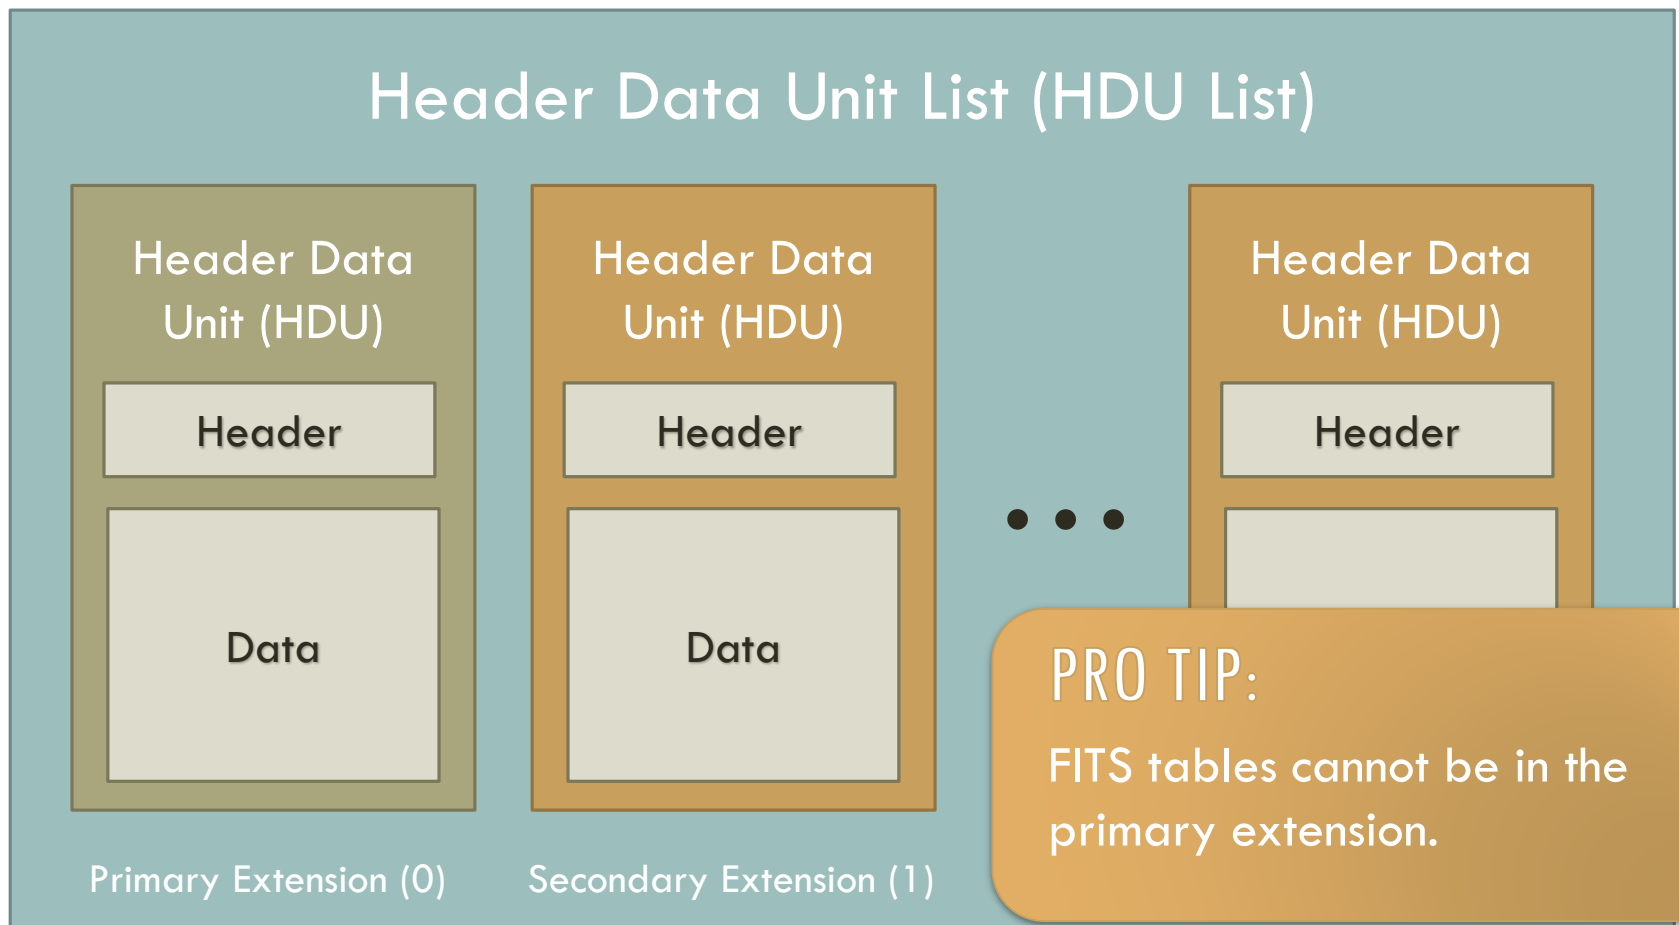 Header Data Unit List (HDU List)
Header Data
Unit (HDU)
Header
Data
Primary Extension (0)
Header Data
Unit (HDU)
Header
Data
Secondary Extension (1)
• • •
Header Data
Unit (HDU)
Header
PRO TIP:
FITS tables cannot be in the
primary extension.